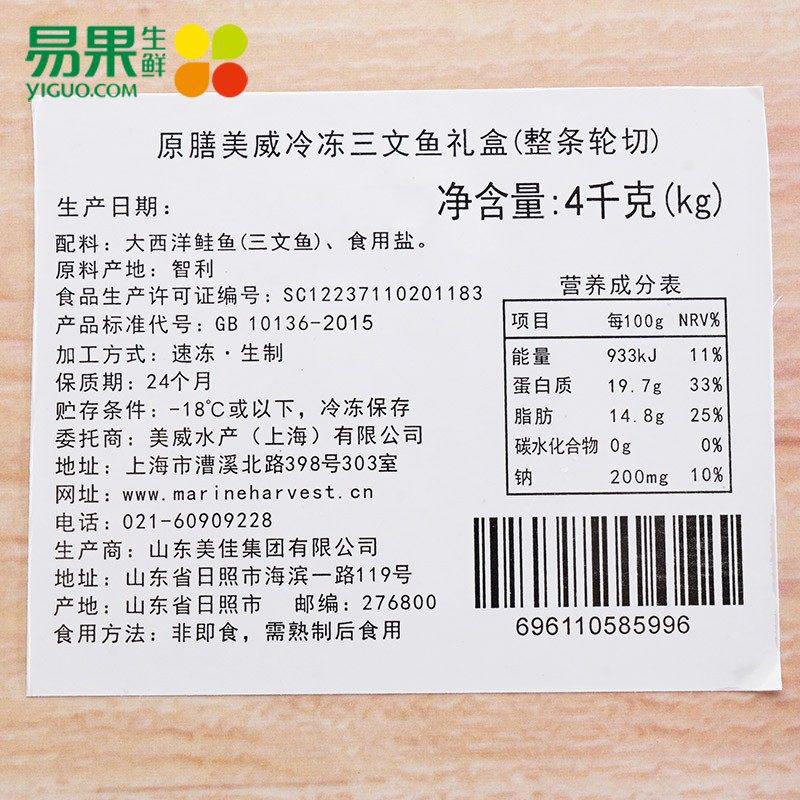 易果生鲜
YIGUO.COM
原膳美威冷冻三文鱼礼盒(整条轮切)
生产日期：
净含量:4千克(kg)
配料：大西洋鲑鱼(三文鱼)、食用盐。
原料产地：智利
食品生产许可证编号：SC12237110201183
产品标准代号：GB 10136-2015
加工方式：速冻·生制
保质期：24个月
贮存条件：-18℃或以下，冷冻保存
委托商：美威水产（上海）有限公司
地址：上海市漕溪北路398号303室
网址：www.marineharvest.cn
电话：021-60909228
生产商：山东美佳集团有限公司
地址：山东省日照市海滨一路119号
产地：山东省日照市 邮编：276800
食用方法：非即食，需熟制后食用
营养成分表
项目 每100g NRV%
能量 933kJ 11%
蛋白质 19.7g 33%
脂肪 14.8g 25%
碳水化合物 0g 0%
钠 200mg 10%
696110585996